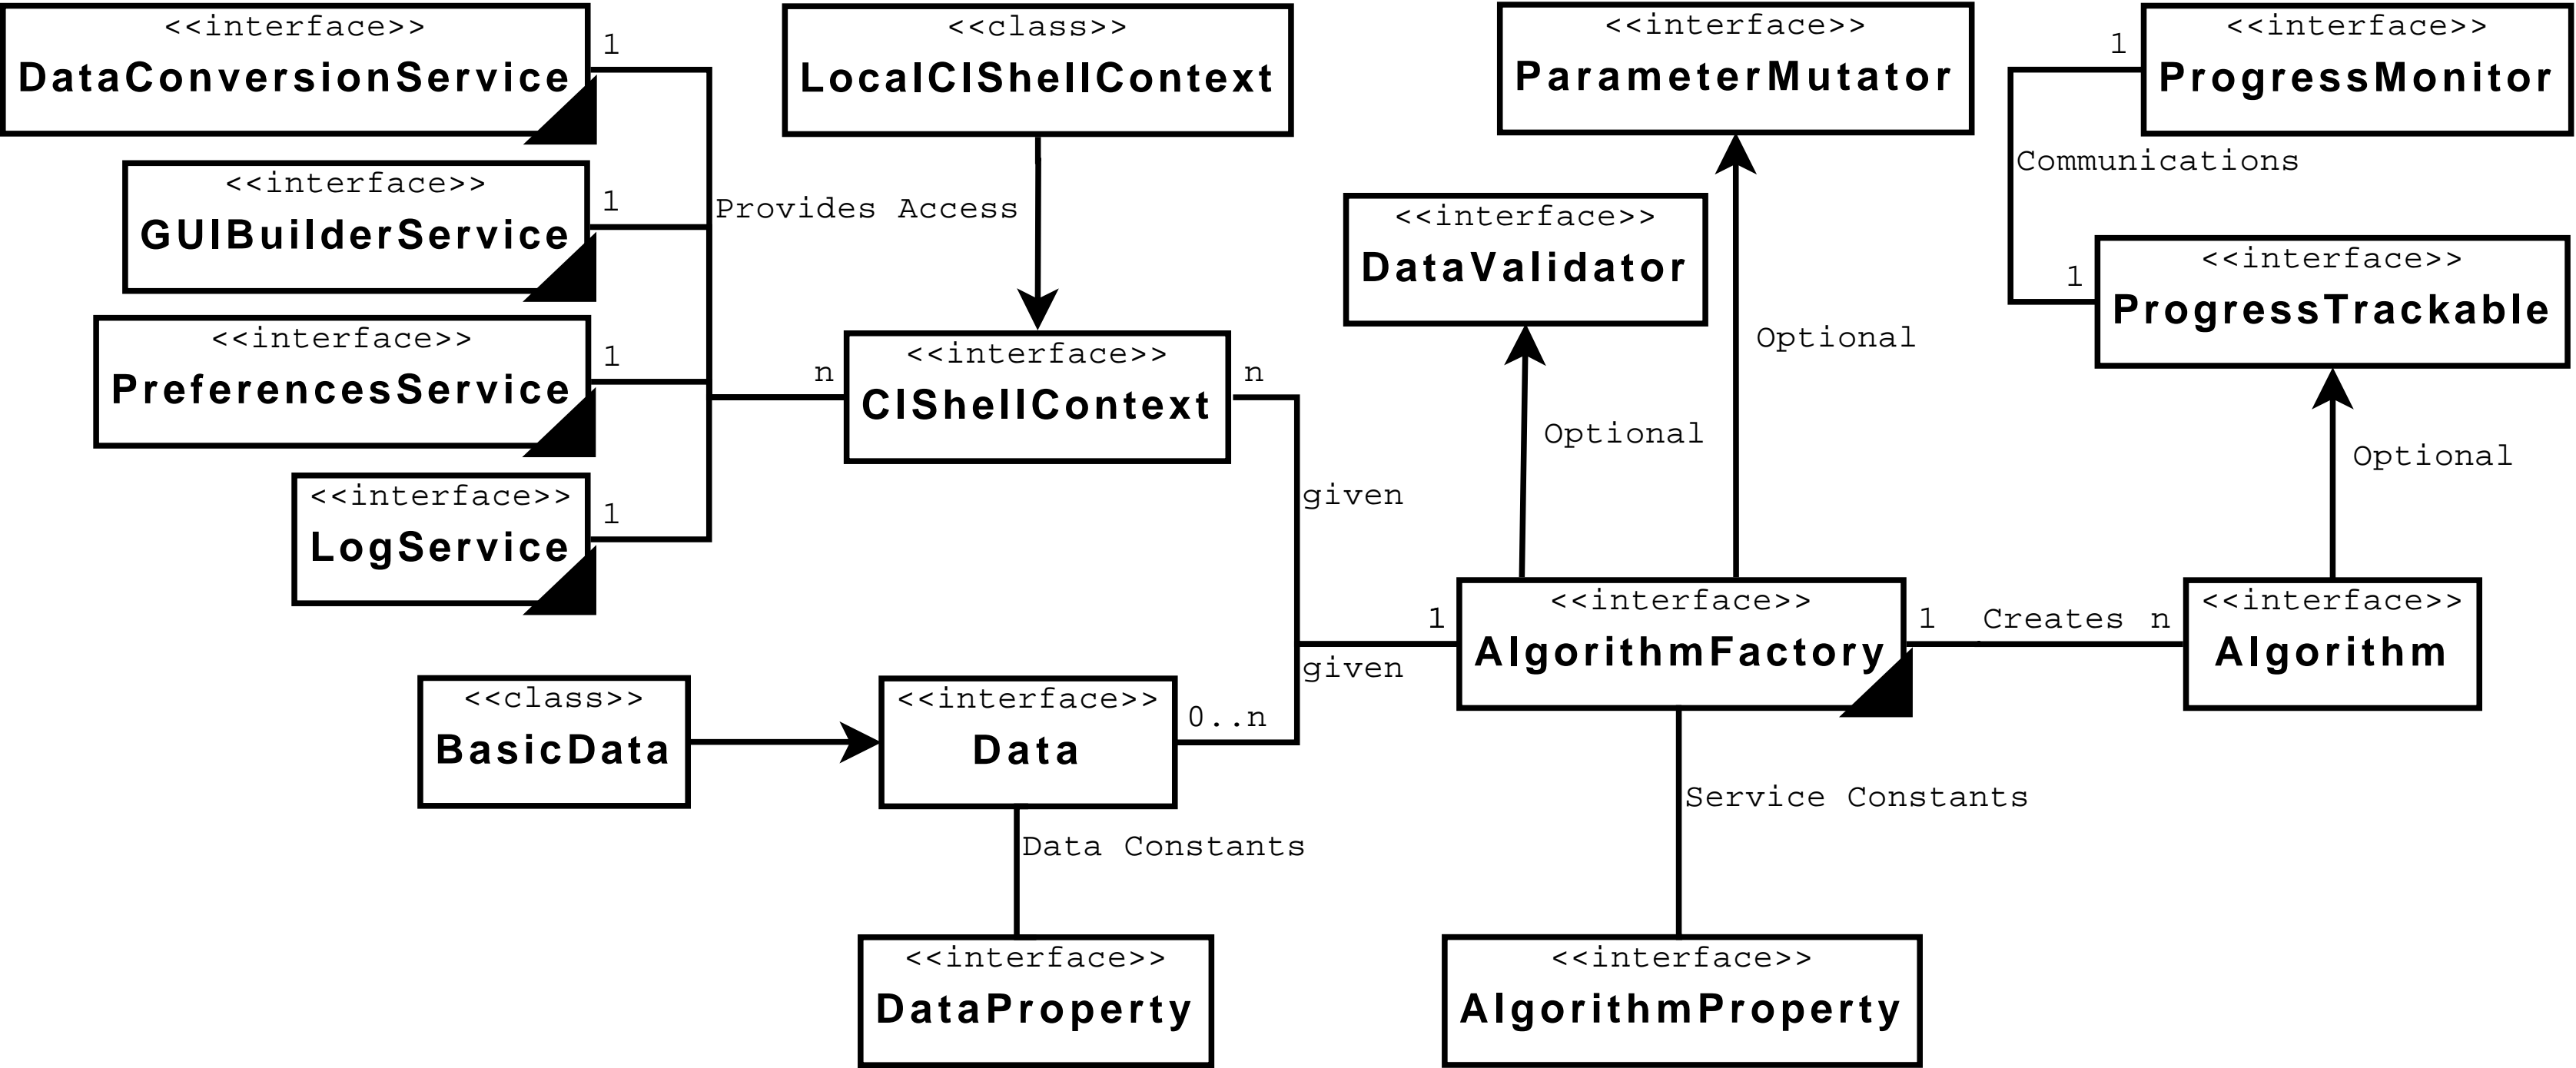 <<interface>>
DataConversionService
1
<<class>>
LocalCIShellContext
<<interface>>
ParameterMutator
1
<<interface>>
ProgressMonitor
Communications
<<interface>>
GUIBuilderService
1
Provides Access
<<interface>>
DataValidator
1
<<interface>>
ProgressTrackable
Optional
<<interface>>
PreferencesService
1
n
<<interface>>
CIShellContext
n
Optional
Optional
<<interface>>
LogService
1
given
1
<<interface>>
AlgorithmFactory
1
Creates n
<<interface>>
Algorithm
given
<<class>>
BasicData
<<interface>>
Data
0..n
Service Constants
Data Constants
<<interface>>
DataProperty
<<interface>>
AlgorithmProperty